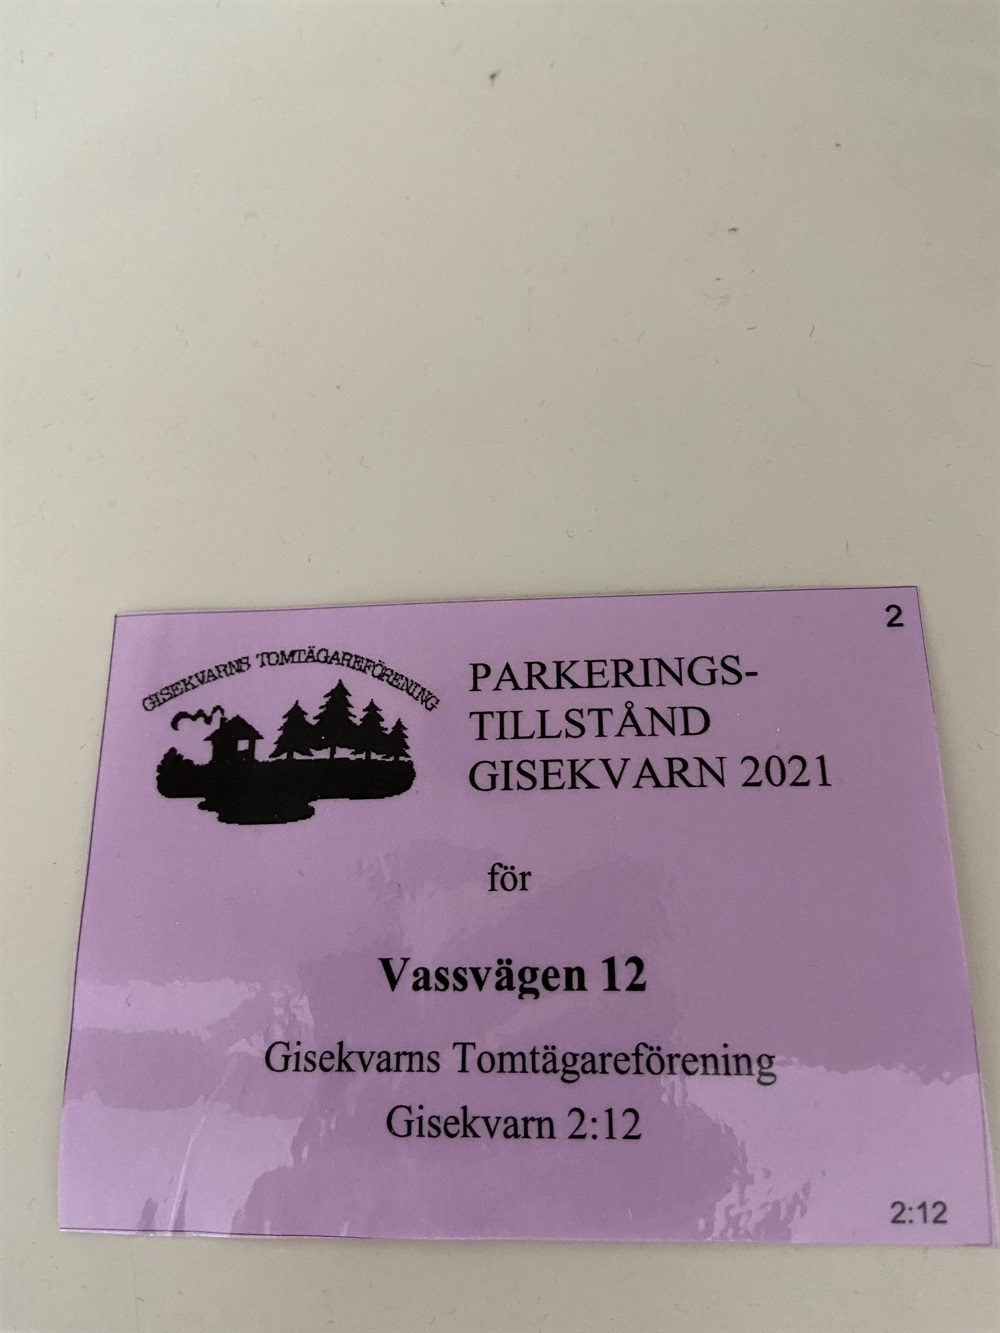 2
GISEKVARNS TOMTÄGAREFÖRENING
PARKERINGS-
TILLSTÅND
GISEKVARN 2021
för
Vassvägen 12
Gisekvarns Tomtägareförening
Gisekvarn 2:12
2:12